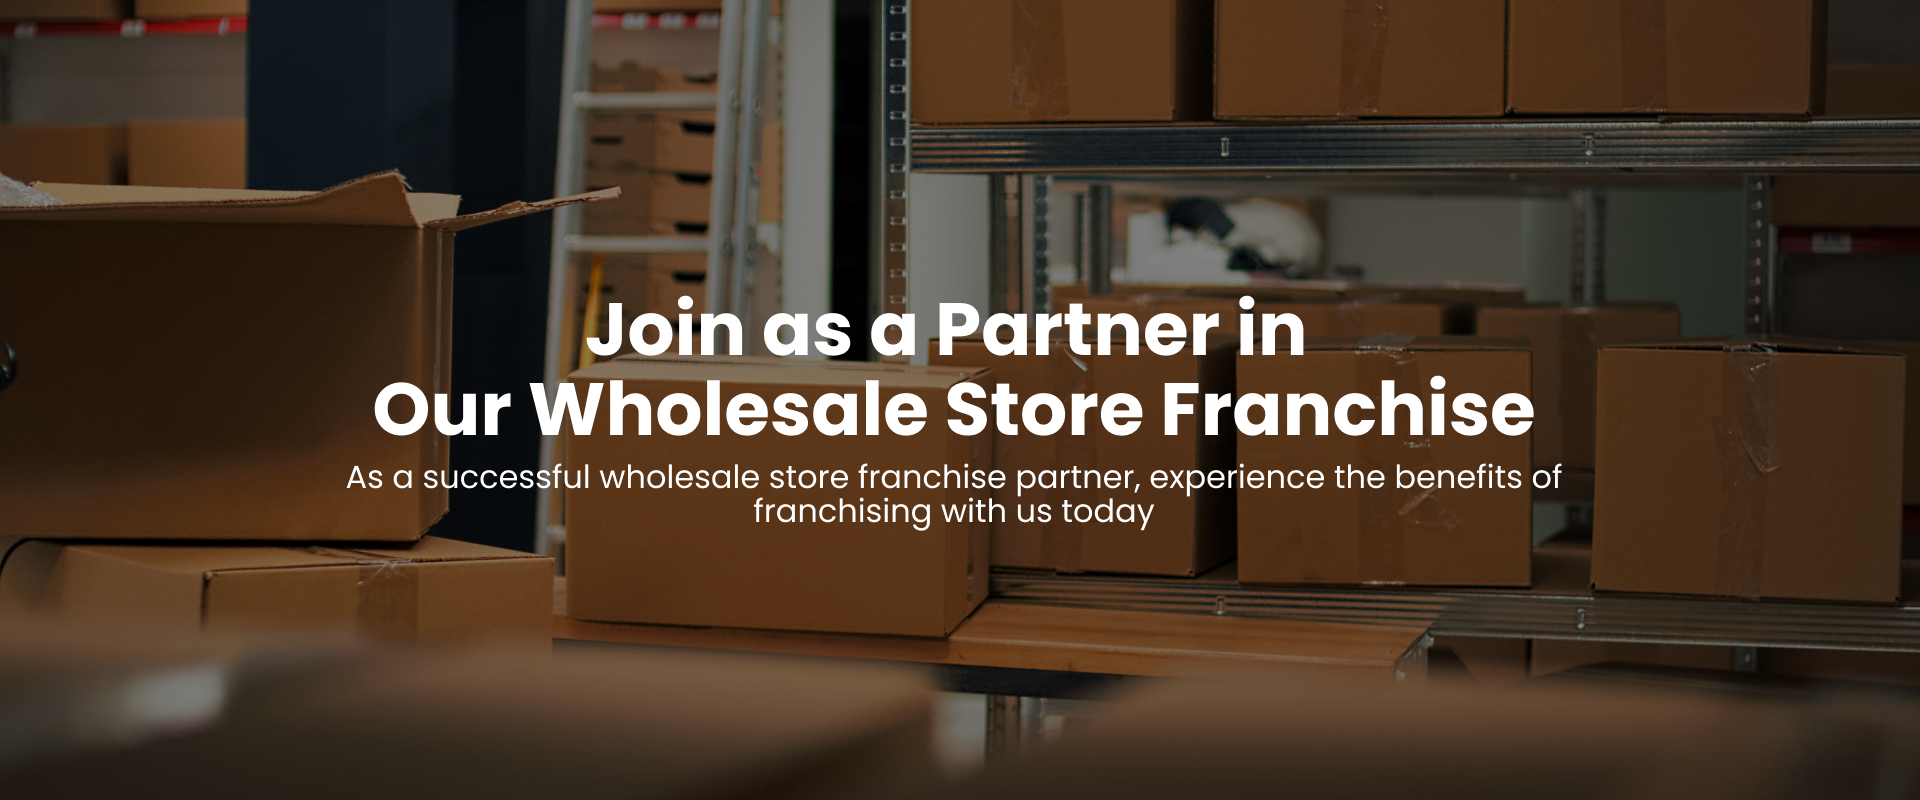 Join as a Partner in
Our Wholesale Store Franchise
As a successful wholesale store franchise partner, experience the benefits of
franchising with us today